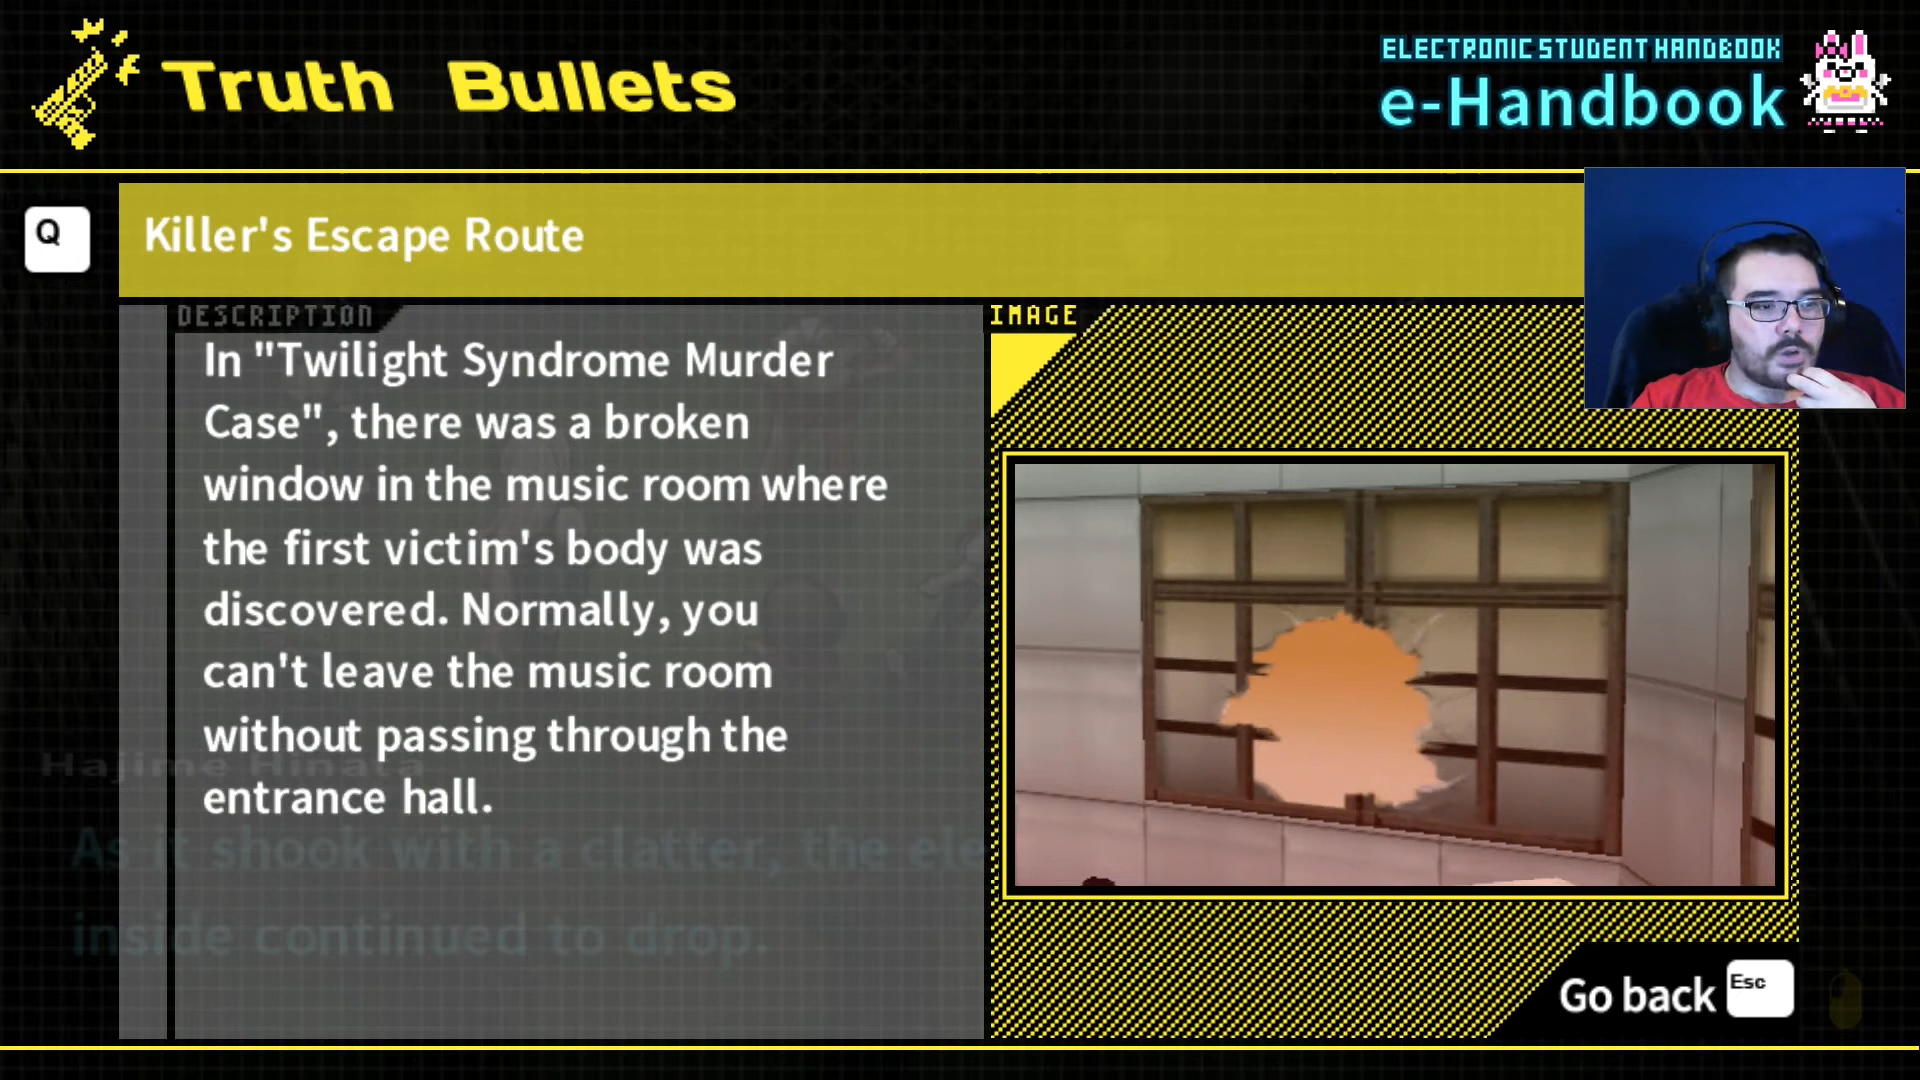 Truth Bullets
ELECTRONIC STUDENT HANDBOOK
e-Handbook
Q
Killer's Escape Route
DESCRIPTION
IMAGE
In "Twilight Syndrome Murder
Case", there was a broken
window in the music room where
the first victim's body was
discovered. Normally, you
can't leave the music room
without passing through the
entrance hall.
Hajime Hinata
As it shook with a clatter, the ele
inside continued to drop.
Go back
Esc